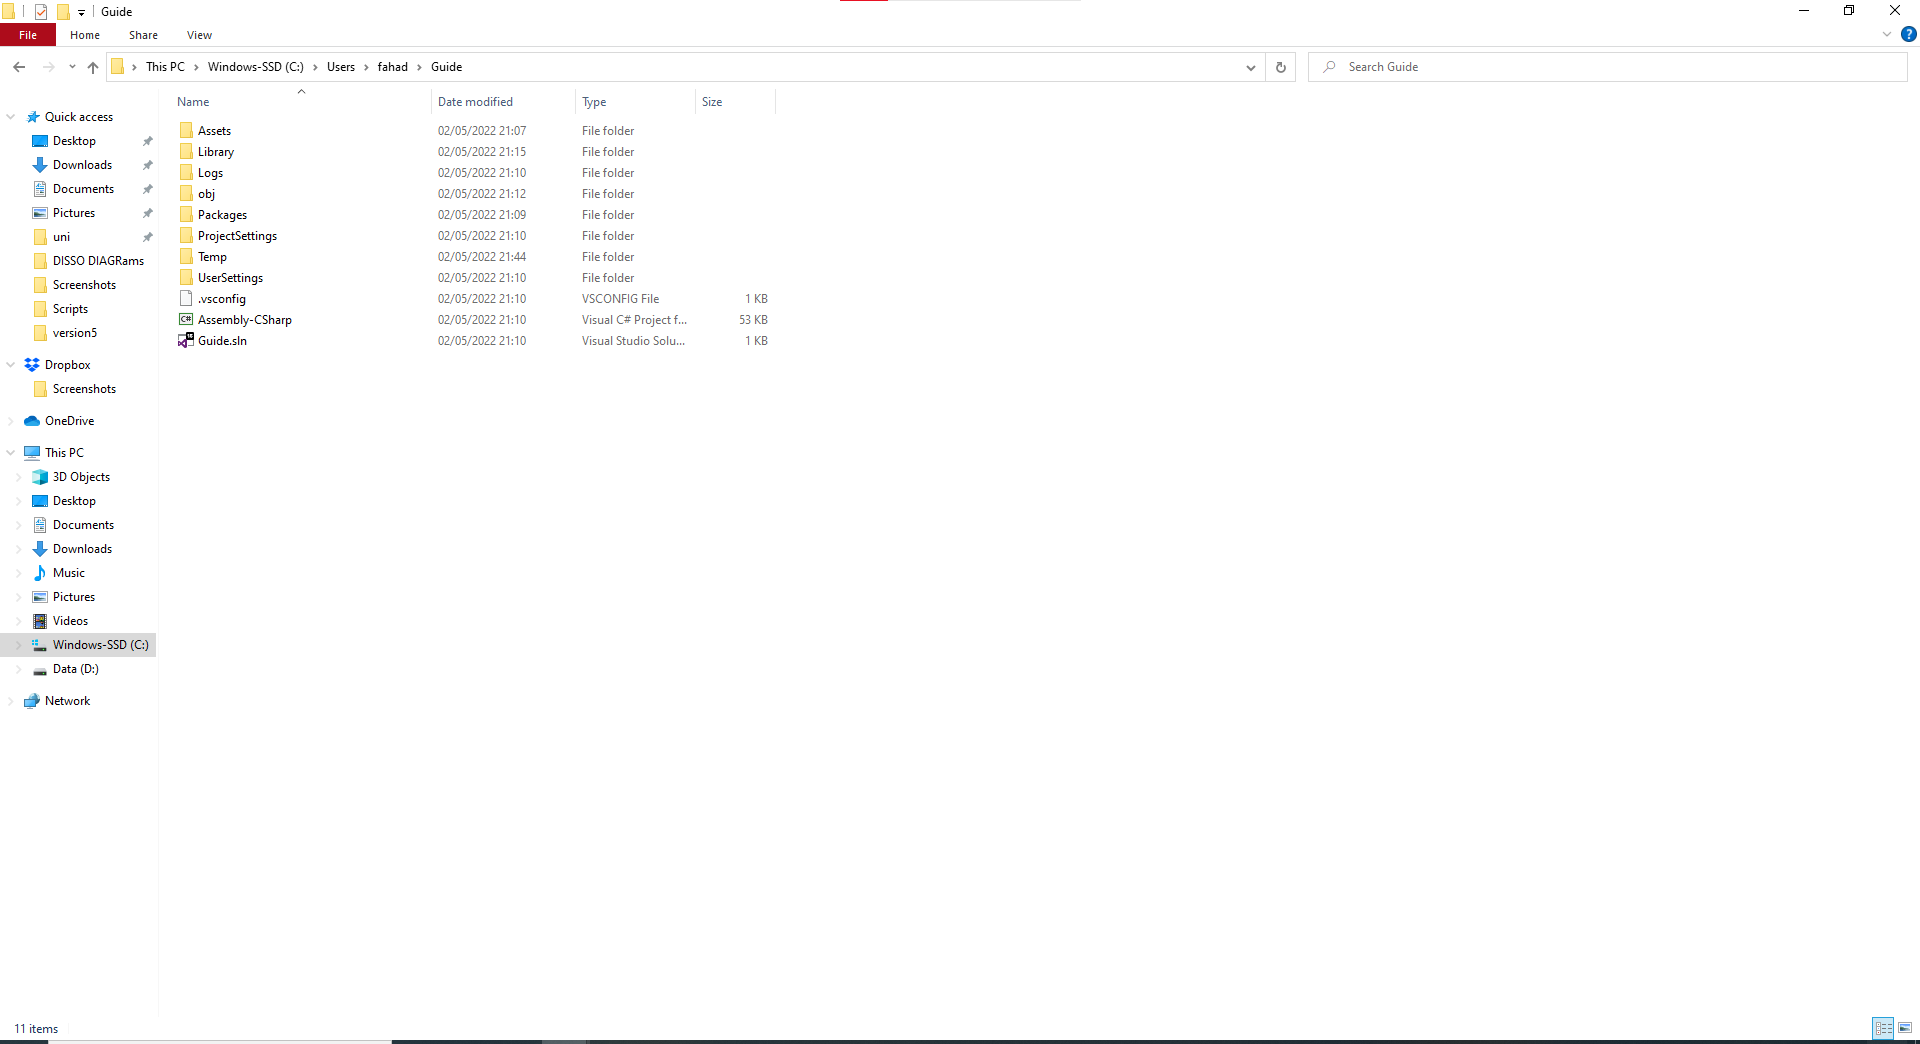 Guide
File Home Share View
This PC Windows-SSD (C:) Users fahad Guide Search Guide
Name Date modified Type Size
Quick access
Desktop
Downloads
Documents
Pictures
uni
DISSO DIAGRams
Screenshots
Scripts
version5
Dropbox
Screenshots
OneDrive
This PC
3D Objects
Desktop
Documents
Downloads
Music
Pictures
Videos
Windows-SSD (C:)
Data (D:)
Network
Assets 02/05/2022 21:07 File folder
Library 02/05/2022 21:15 File folder
Logs 02/05/2022 21:10 File folder
obj 02/05/2022 21:12 File folder
Packages 02/05/2022 21:09 File folder
ProjectSettings 02/05/2022 21:10 File folder
Temp 02/05/2022 21:44 File folder
UserSettings 02/05/2022 21:10 File folder
.vsconfig 02/05/2022 21:10 VSCONFIG File 1 KB
Assembly-CSharp 02/05/2022 21:10 Visual C# Project f... 53 KB
Guide.sln 02/05/2022 21:10 Visual Studio Solu... 1 KB
11 items